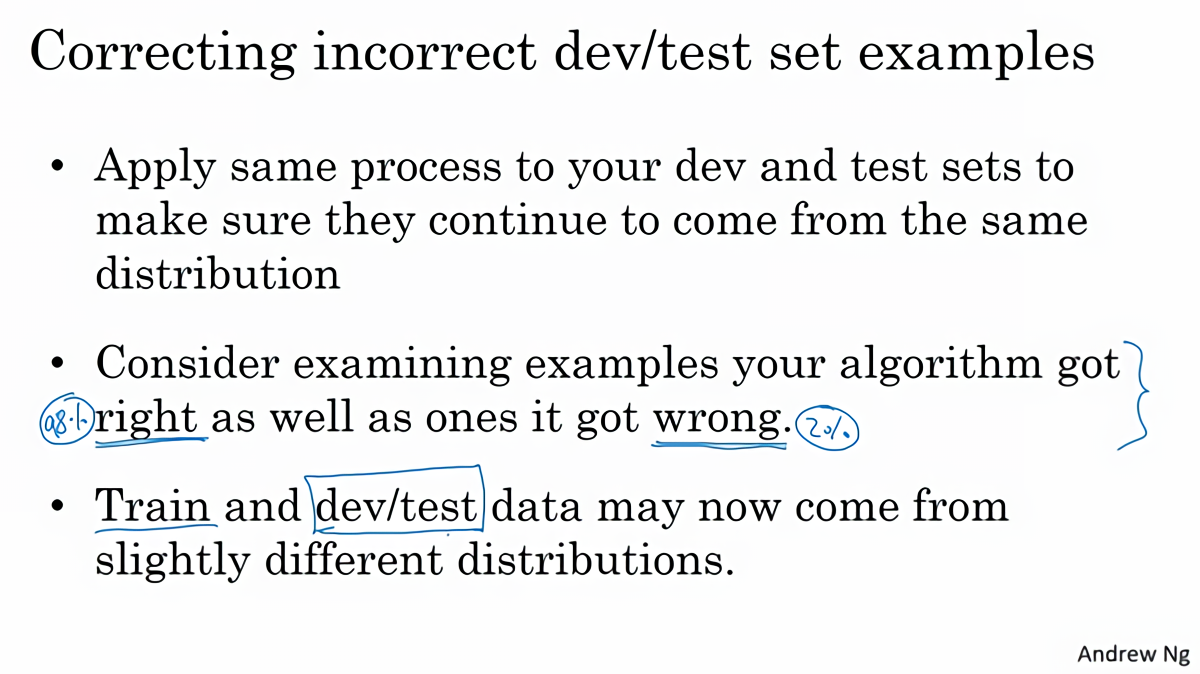 Correcting incorrect dev/test set examples
• Apply same process to your dev and test sets to
make sure they continue to come from the same
distribution
• Consider examining examples your algorithm got
98% right as well as ones it got wrong. 2%
• Train and dev/test data may now come from
slightly different distributions.
Andrew Ng